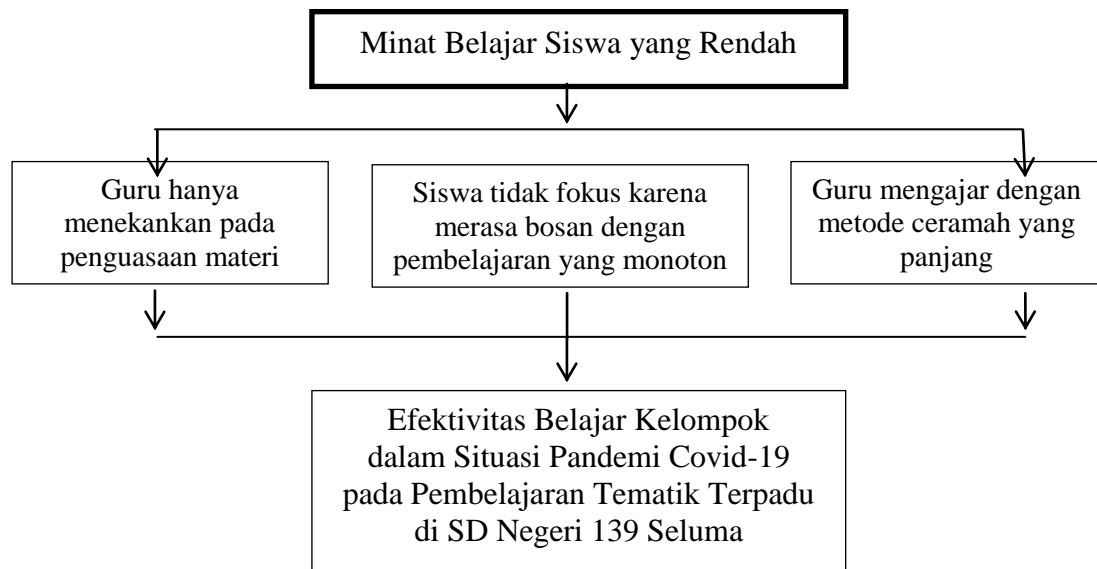 Minat Belajar Siswa yang Rendah
Guru hanya
menekankan pada
penguasaan materi
Siswa tidak fokus karena
merasa bosan dengan
pembelajaran yang monoton
Guru mengajar dengan
metode ceramah yang
panjang
Efektivitas Belajar Kelompok
dalam Situasi Pandemi Covid-19
pada Pembelajaran Tematik Terpadu
di SD Negeri 139 Seluma